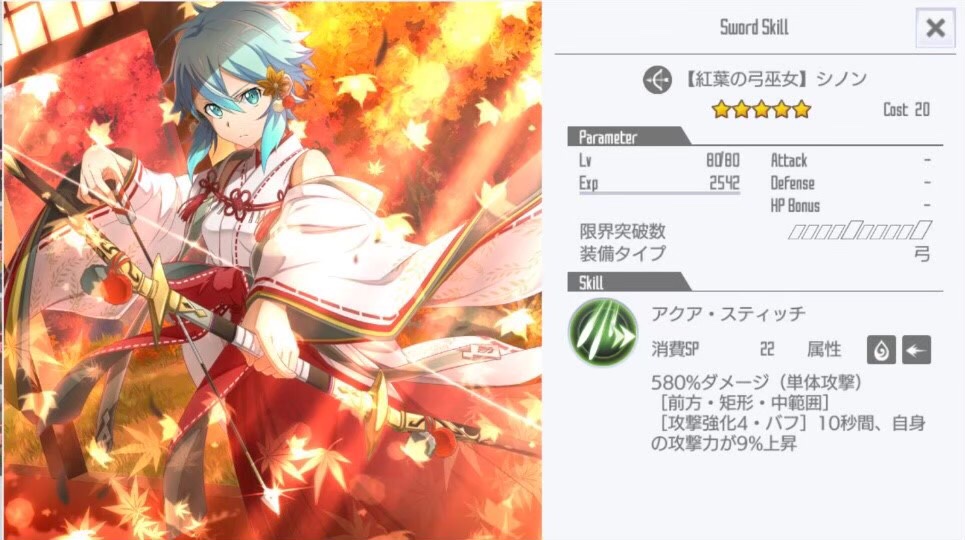 Sword Skill
【紅葉の弓巫女】シノン
Cost 20
Parameter
Lv 80/80 Attack -
Exp 2542 Defense -
HP Bonus -
限界突破数
装備タイプ 弓
Skill
アクア・スティッチ
消費SP 22 属性
580%ダメージ（単体攻撃）
［前方・矩形・中範囲］
［攻撃強化4・バフ］10秒間、自身
の攻撃力が9%上昇